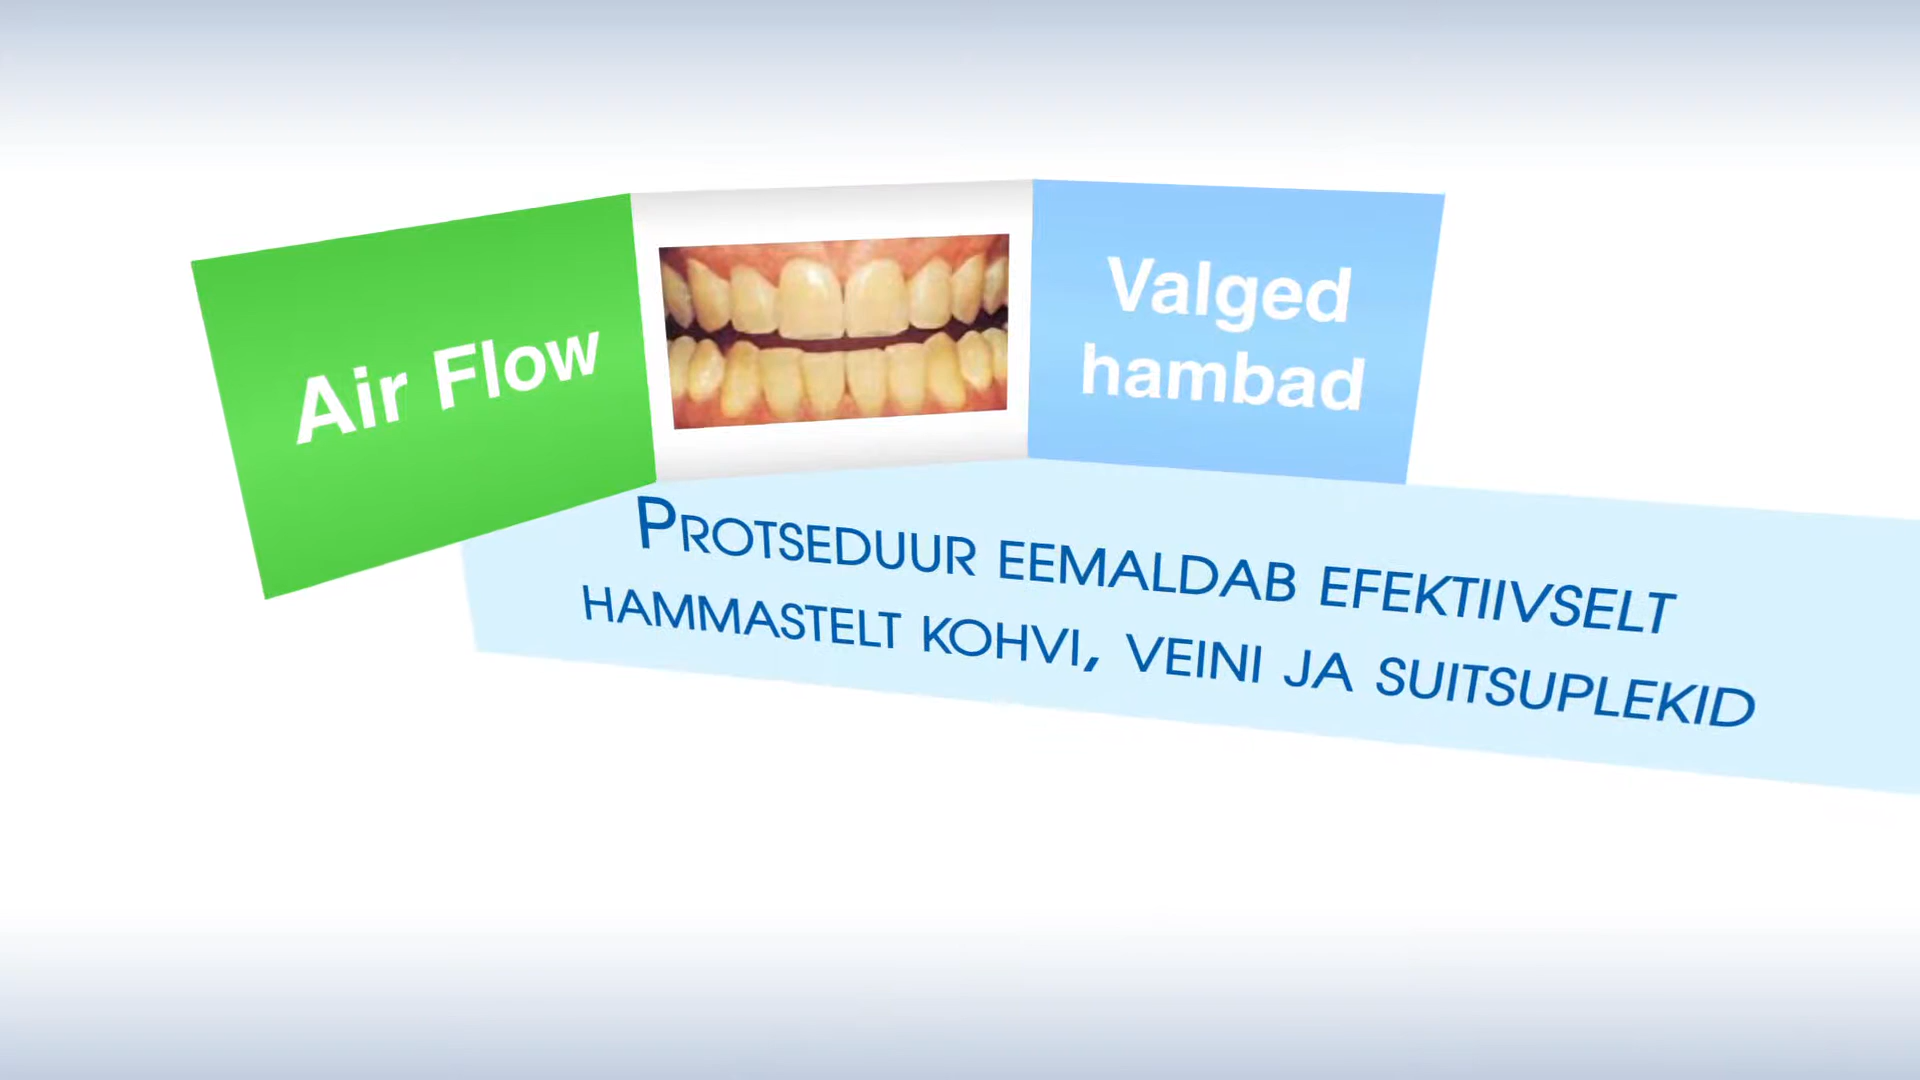 Air Flow
Valged
hambad
PROTSEDUUR EEMALDAB EFEKTIIVSELT
HAMMASTELT KOHVI, VEINI JA SUITSUPLEKID